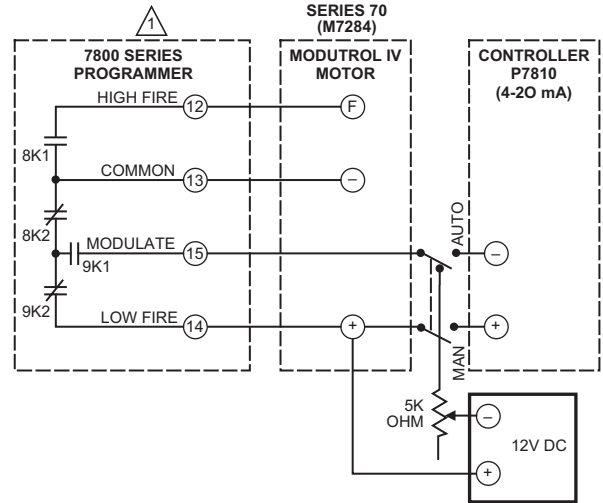 1
SERIES 70
(M7284)
7800 SERIES
PROGRAMMER
MODUTROL IV
MOTOR
CONTROLLER
P7810
(4-2O mA)
HIGH FIRE
12
F
8K1
COMMON
13
–
8K2
MODULATE
15
9K1
AUTO
–
9K2
LOW FIRE
14
+
MAN
+
5K
OHM
–
12V DC
+